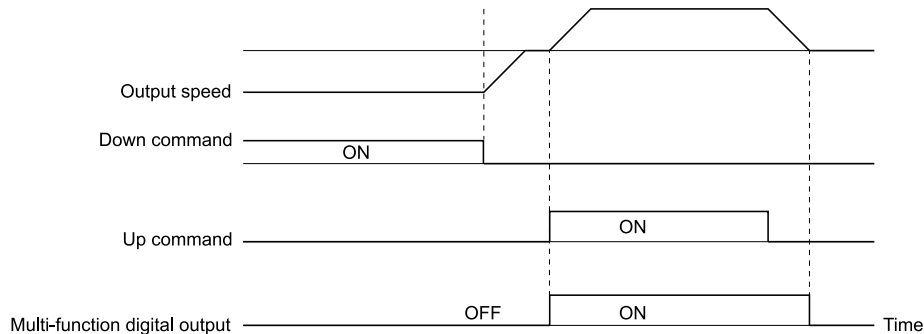 Output speed
Down command
ON
Up command
ON
Multi-function digital output
OFF
ON
Time